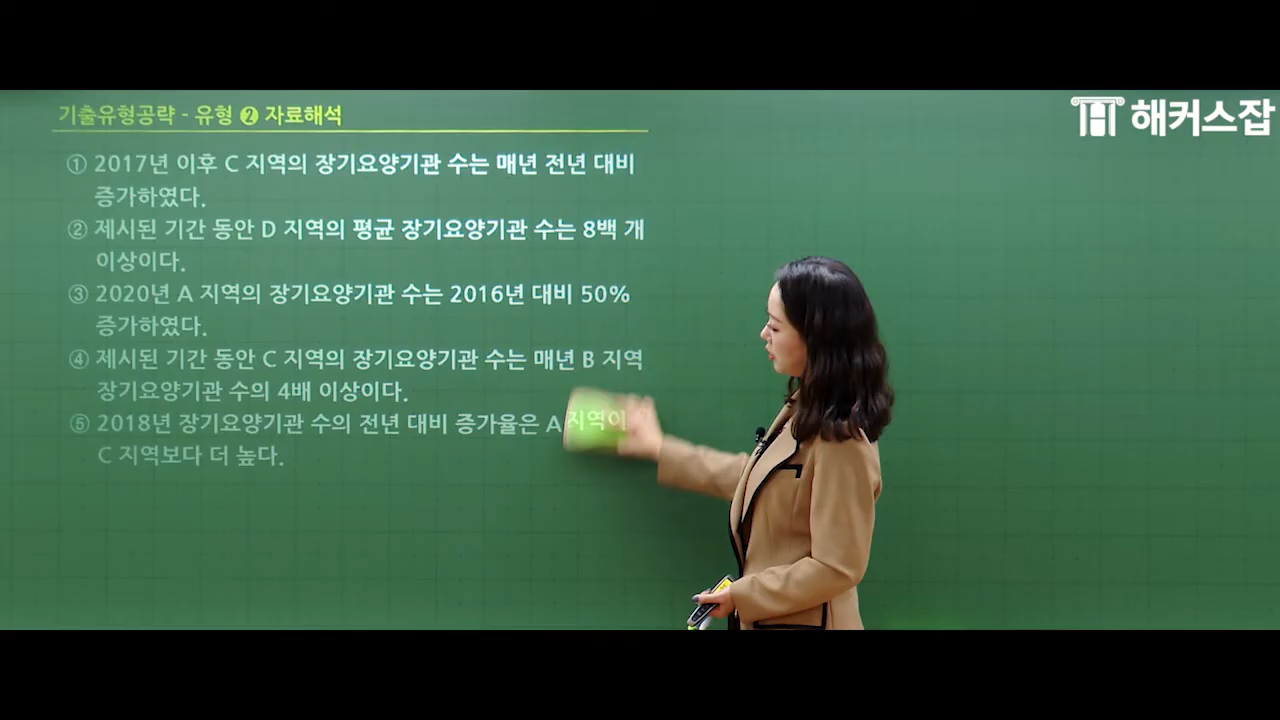 해커스잡
기출유형공략 - 유형 ❷ 자료해석
① 2017년 이후 C 지역의 장기요양기관 수는 매년 전년 대비
증가하였다.
② 제시된 기간 동안 D 지역의 평균 장기요양기관 수는 8백 개
이상이다.
③ 2020년 A 지역의 장기요양기관 수는 2016년 대비 50%
증가하였다.
④ 제시된 기간 동안 C 지역의 장기요양기관 수는 매년 B 지역
장기요양기관 수의 4배 이상이다.
⑤ 2018년 장기요양기관 수의 전년 대비 증가율은 A 지역이
C 지역보다 더 높다.